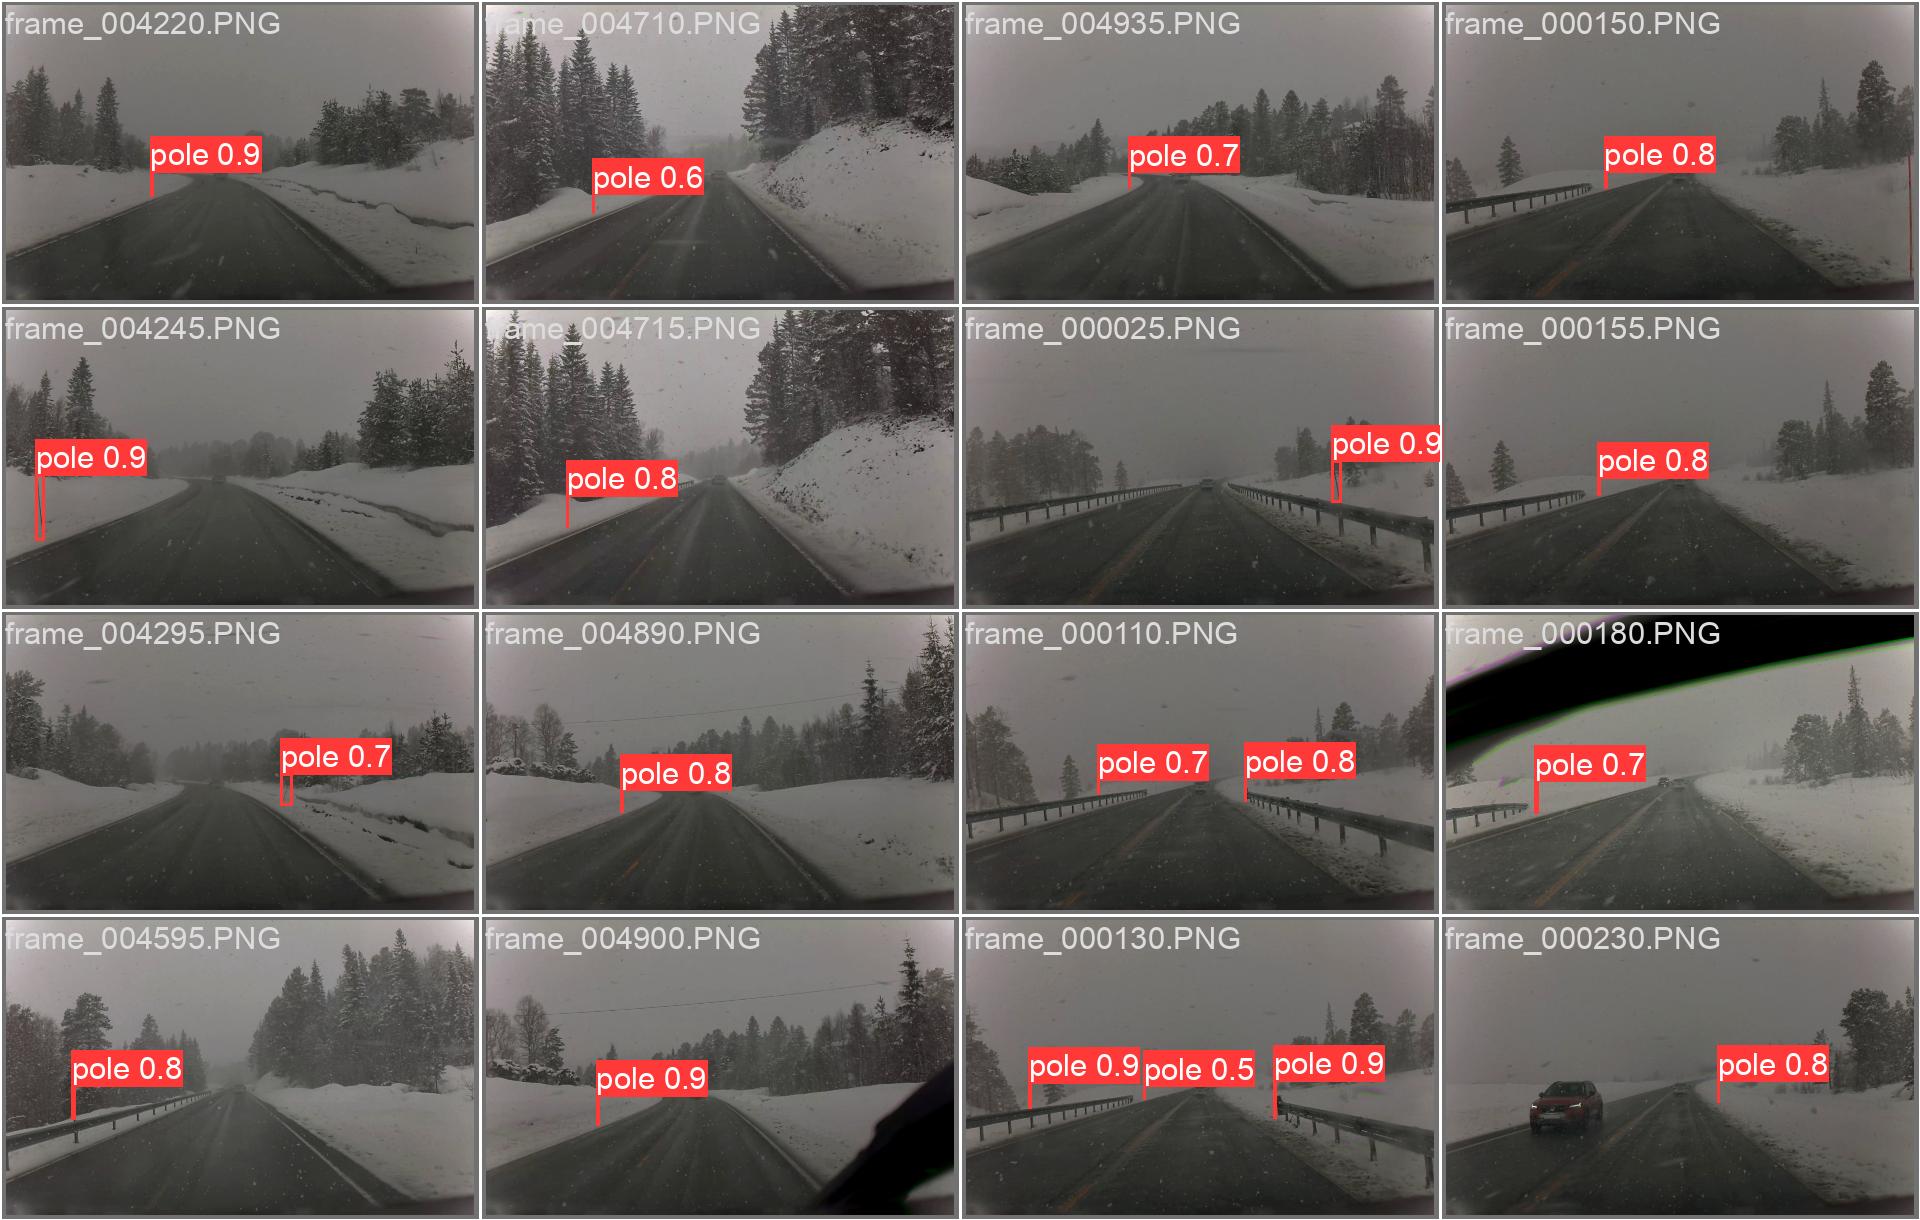 frame_004220.PNG
pole 0.9
frame_004710.PNG
pole 0.6
frame_004935.PNG
pole 0.7
frame_000150.PNG
pole 0.8
frame_004245.PNG
pole 0.9
frame_004715.PNG
pole 0.8
frame_000025.PNG
pole 0.9
frame_000155.PNG
pole 0.8
frame_004295.PNG
pole 0.7
frame_004890.PNG
pole 0.8
frame_000110.PNG
pole 0.7
pole 0.8
frame_000180.PNG
pole 0.7
frame_004595.PNG
pole 0.8
frame_004900.PNG
pole 0.9
frame_000130.PNG
pole 0.9
pole 0.5
pole 0.9
frame_000230.PNG
pole 0.8